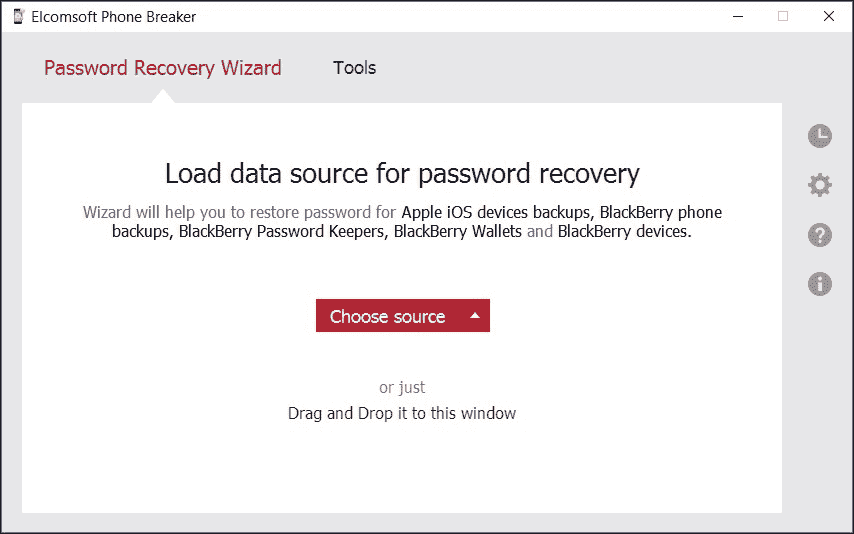 Elcomsoft Phone Breaker
Password Recovery Wizard
Tools
Load data source for password recovery
Wizard will help you to restore password for Apple iOS devices backups, BlackBerry phone
backups, BlackBerry Password Keepers, BlackBerry Wallets and BlackBerry devices.
Choose source
or just
Drag and Drop it to this window